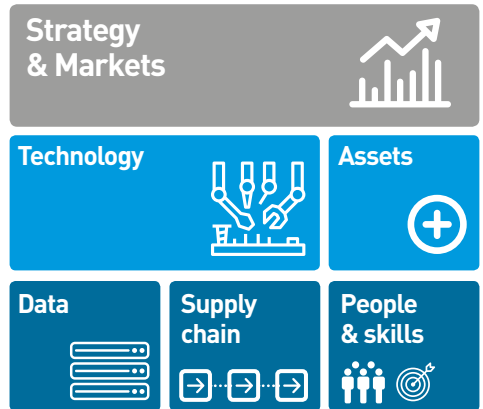 Strategy
& Markets
Technology
Assets
Data
Supply
chain
People
& skills